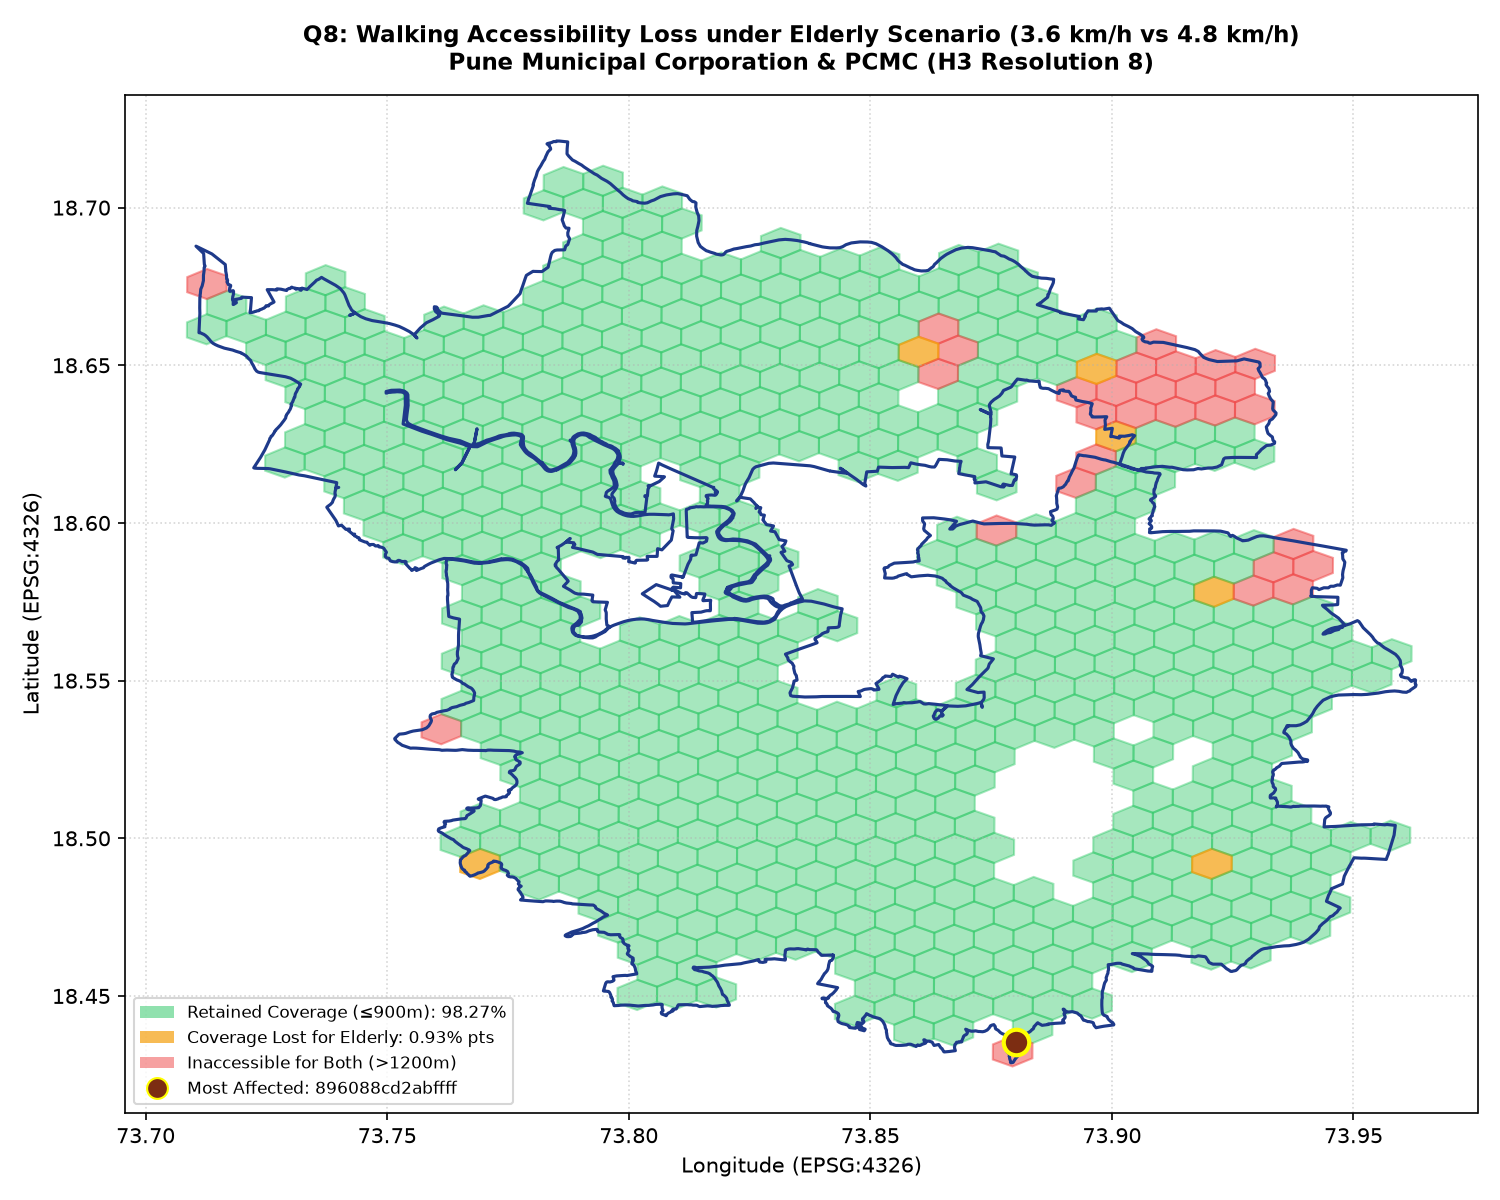 Q8: Walking Accessibility Loss under Elderly Scenario (3.6 km/h vs 4.8 km/h)
Pune Municipal Corporation & PCMC (H3 Resolution 8)
Latitude (EPSG:4326)
18.70
18.65
18.60
18.55
18.50
18.45
Retained Coverage (≤900m): 98.27%
Coverage Lost for Elderly: 0.93% pts
Inaccessible for Both (>1200m)
Most Affected: 896088cd2abffff
73.70 73.75 73.80 73.85 73.90 73.95
Longitude (EPSG:4326)